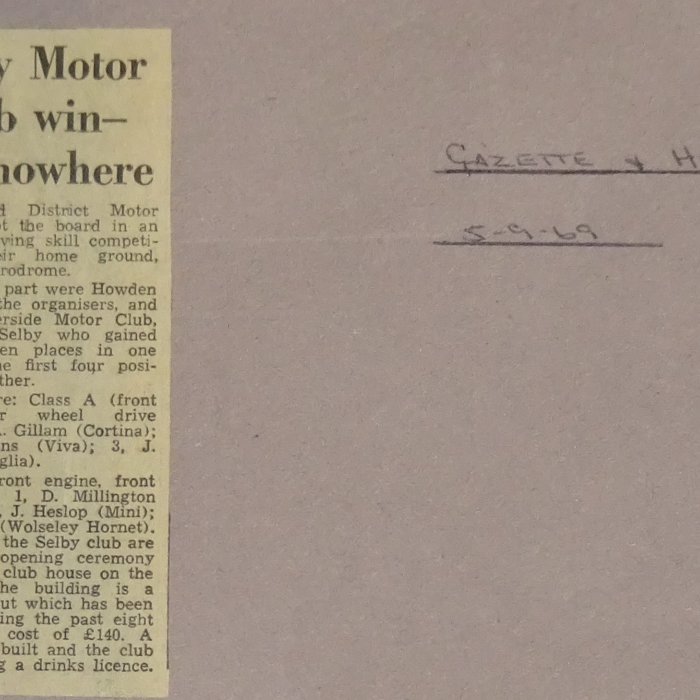 y Motor
b win—
nowhere
d District Motor
ot the board in an
ving skill competi-
eir home ground,
rodrome.
part were Howden
the organisers, and
erside Motor Club,
Selby who gained
en places in one
e first four posi-
ther.
re: Class A (front
r wheel drive
. Gillam (Cortina);
ns (Viva); 3, J.
glia).
ront engine, front
1, D. Millington
, J. Heslop (Mini);
(Wolseley Hornet).
the Selby club are
opening ceremony
club house on the
he building is a
ut which has been
ing the past eight
cost of £140. A
built and the club
g a drinks licence.
GAZETTE & H
5-9-69